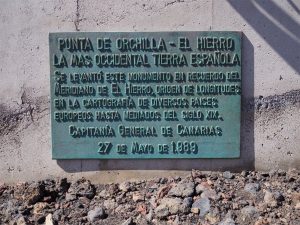 PUNTA DE ORCHILLA - EL HIERRO
LA MAS OCCIDENTAL TIERRA ESPAÑOLA
SE LEVANTÓ ESTE MONUMENTO EN RECUERDO DEL
MERIDIANO DE EL HIERRO, ORIGEN DE LONGITUDES
EN LA CARTOGRAFÍA DE DIVERSOS PAISES
EUROPEOS HASTA MEDIADOS DEL SIGLO XIX.
CAPITANÍA GENERAL DE CANARIAS
27 DE MAYO DE 1989